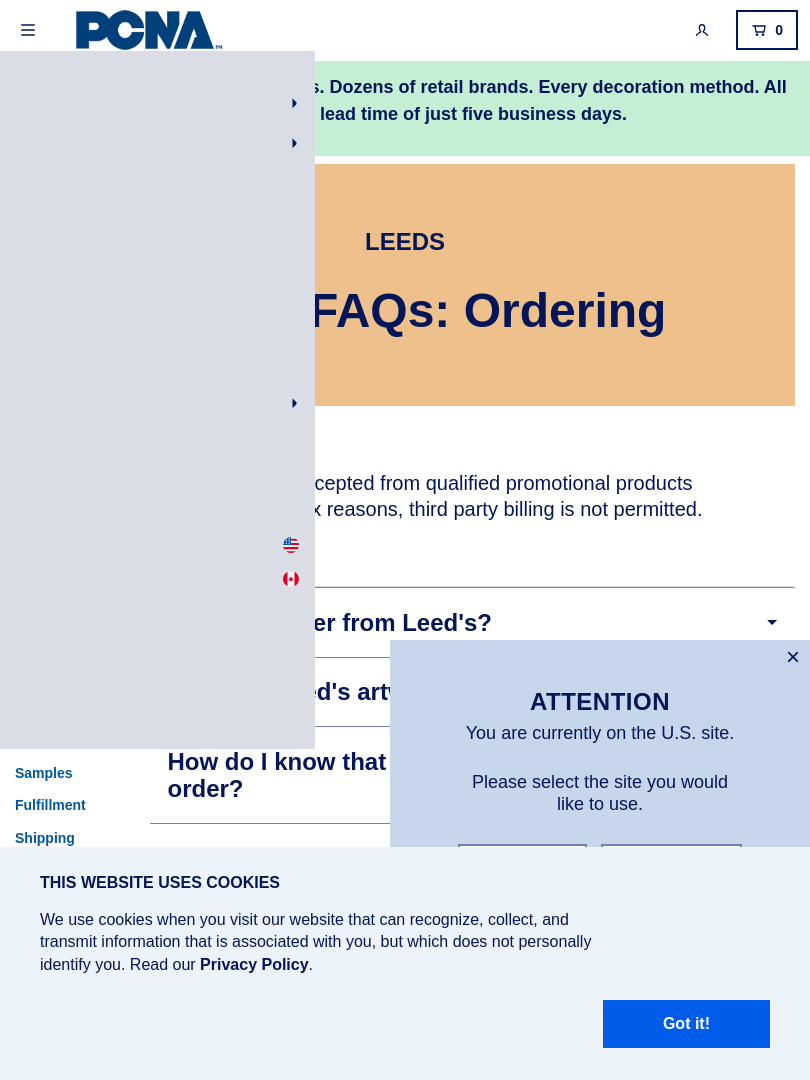 PCNA™
0
. Dozens of retail brands. Every decoration method. All
lead time of just five business days.
LEEDS
FAQs: Ordering
cepted from qualified promotional products
reasons, third party billing is not permitted.
er from Leed's?
ed's
×
ATTENTION
You are currently on the U.S. site.
Please select the site you would
like to use.
How do I know that
order?
Samples
Fulfillment
Shipping
THIS WEBSITE USES COOKIES
We use cookies when you visit our website that can recognize, collect, and
transmit information that is associated with you, but which does not personally
identify you. Read our Privacy Policy.
Got it!